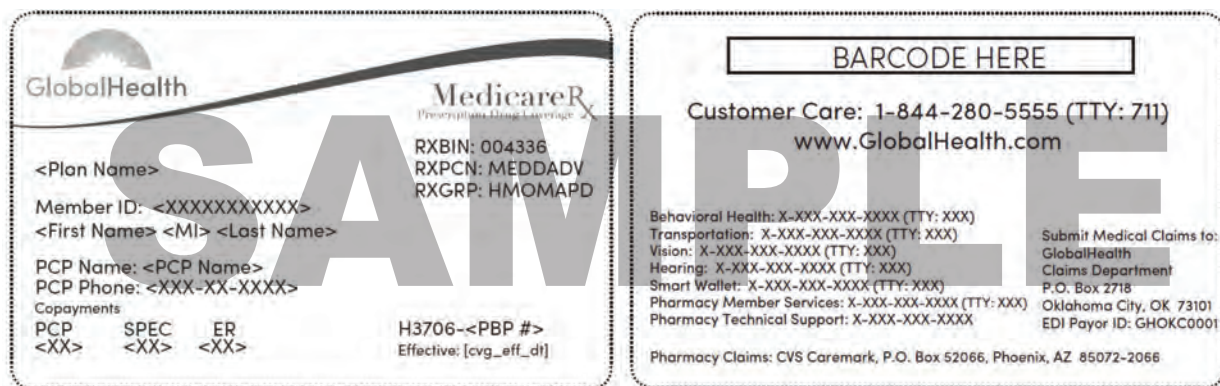 GlobalHealth
MedicareRx
Prescription Drug Coverage
RXBIN: 004336
RXPCN: MEDDADV
RXGRP: HMOMAPD
<Plan Name>
Member ID: <XXXXXXXXXXX>
<First Name> <MI> <Last Name>
PCP Name: <PCP Name>
PCP Phone: <XXX-XX-XXXX>
Copayments
PCP SPEC ER
<XX> <XX> <XX>
H3706-<PBP #>
Effective: [cvg_eff_dt]
SAMPLE
BARCODE HERE
Customer Care: 1-844-280-5555 (TTY: 711)
www.GlobalHealth.com
Behavioral Health: X-XXX-XXX-XXXX (TTY: XXX)
Transportation: X-XXX-XXX-XXXX (TTY: XXX)
Vision: X-XXX-XXX-XXXX (TTY: XXX)
Hearing: X-XXX-XXX-XXXX (TTY: XXX)
Smart Wallet: X-XXX-XXX-XXXX (TTY: XXX)
Pharmacy Member Services: X-XXX-XXX-XXXX (TTY: XXX)
Pharmacy Technical Support: X-XXX-XXX-XXXX
Submit Medical Claims to:
GlobalHealth
Claims Department
P.O. Box 2718
Oklahoma City, OK 73101
EDI Payor ID: GHOKC0001
Pharmacy Claims: CVS Caremark, P.O. Box 52066, Phoenix, AZ 85072-2066